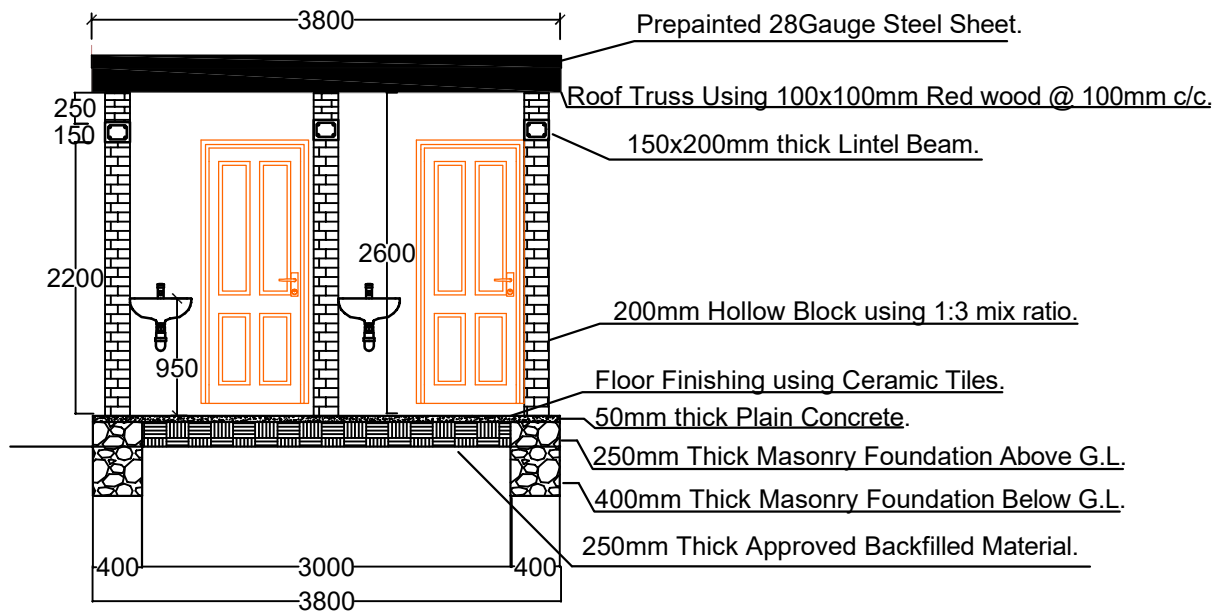 3800
Prepainted 28Gauge Steel Sheet.
Roof Truss Using 100x100mm Red wood @ 100mm c/c.
250
150
150x200mm thick Lintel Beam.
2200
2600
200mm Hollow Block using 1:3 mix ratio.
950
Floor Finishing using Ceramic Tiles.
50mm thick Plain Concrete.
250mm Thick Masonry Foundation Above G.L.
400mm Thick Masonry Foundation Below G.L.
250mm Thick Approved Backfilled Material.
400
3000
400
3800